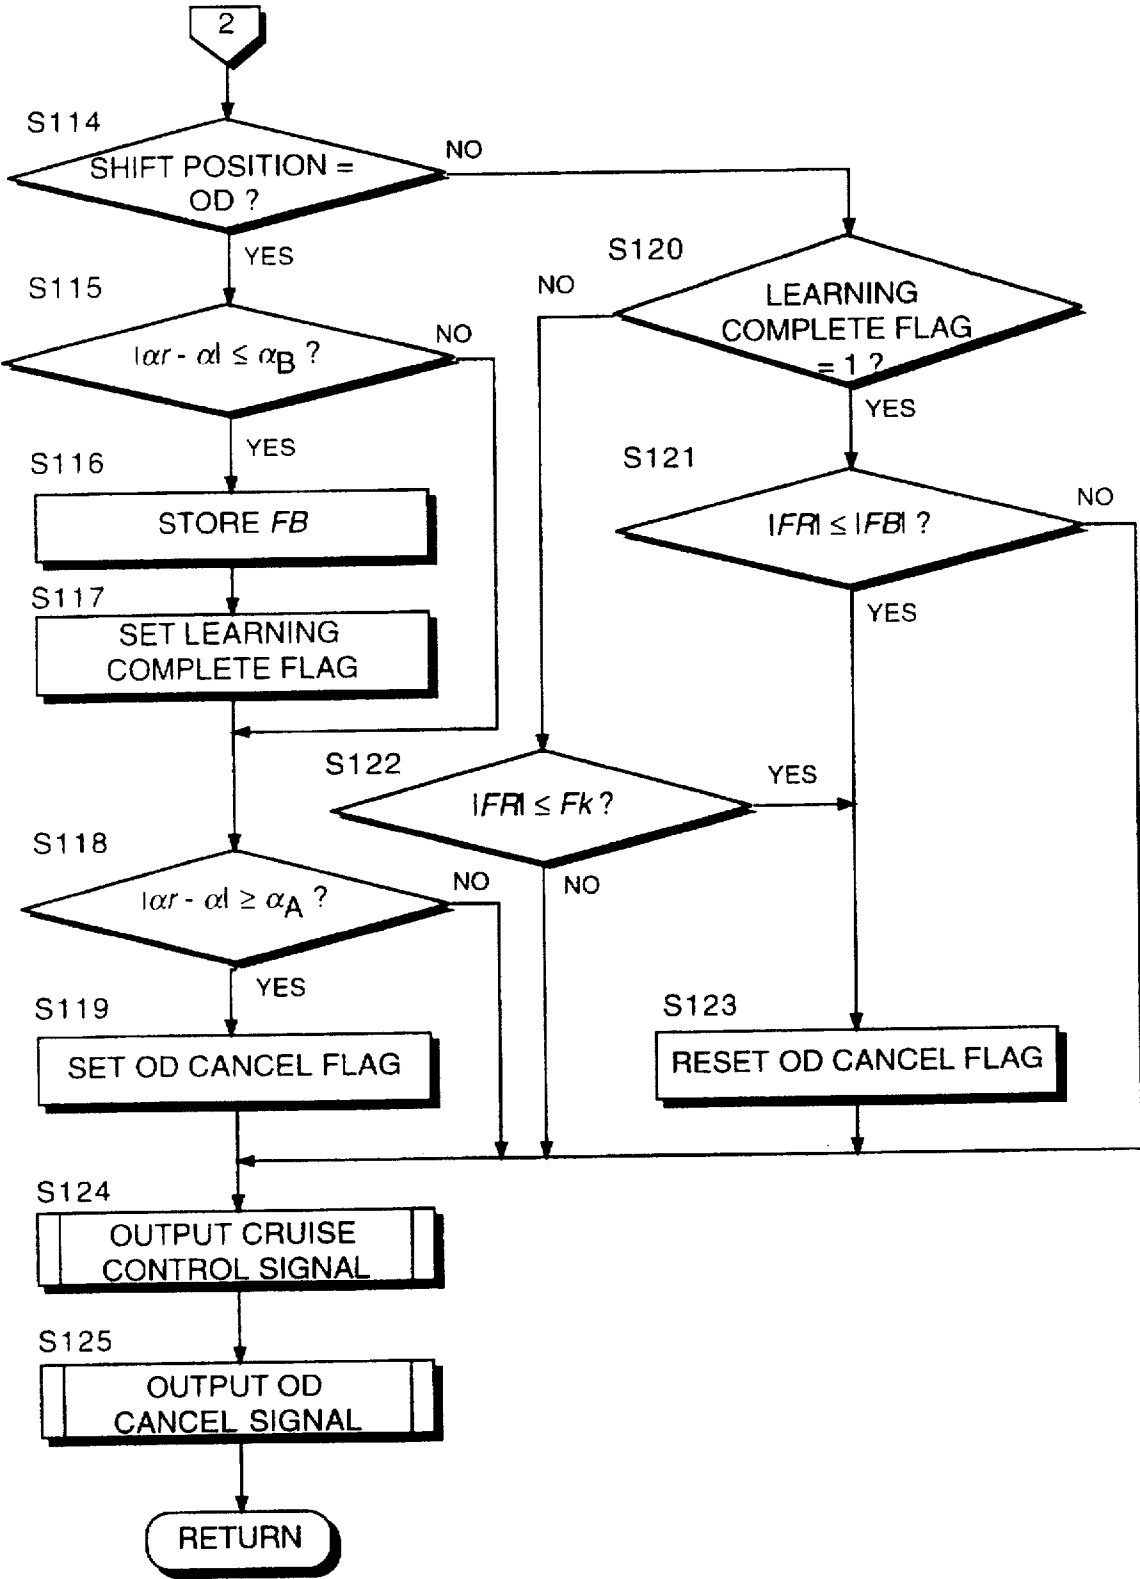 2
S114
SHIFT POSITION =
OD ?
NO
YES
S115
|αr - α| ≤ αB ?
NO
YES
S116
STORE FB
S117
SET LEARNING
COMPLETE FLAG
S118
|αr - α| ≥ αA ?
NO
YES
S119
SET OD CANCEL FLAG
S120
LEARNING
COMPLETE FLAG
= 1 ?
NO
YES
S121
|FR| ≤ |FB| ?
NO
YES
S122
|FR| ≤ Fk ?
YES
NO
S123
RESET OD CANCEL FLAG
S124
OUTPUT CRUISE
CONTROL SIGNAL
S125
OUTPUT OD
CANCEL SIGNAL
RETURN